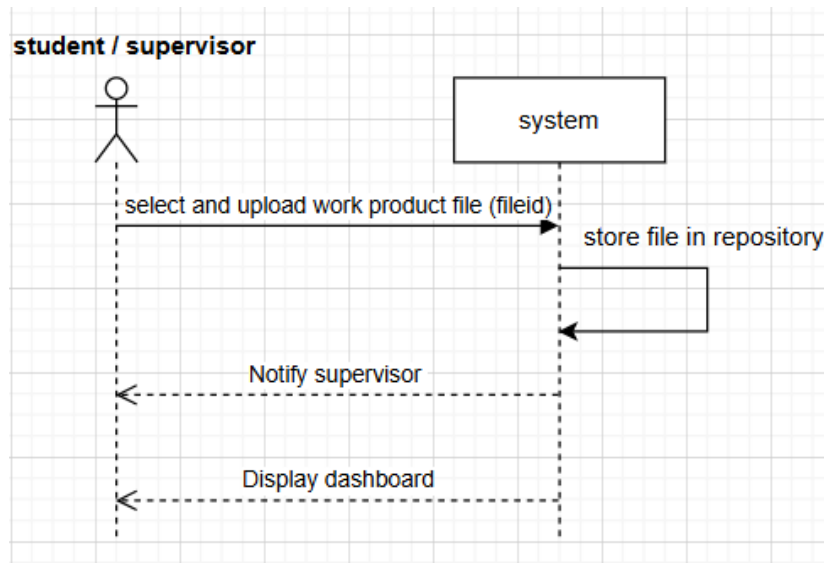 student / supervisor
system
select and upload work product file (fileid)
store file in repository
Notify supervisor
Display dashboard